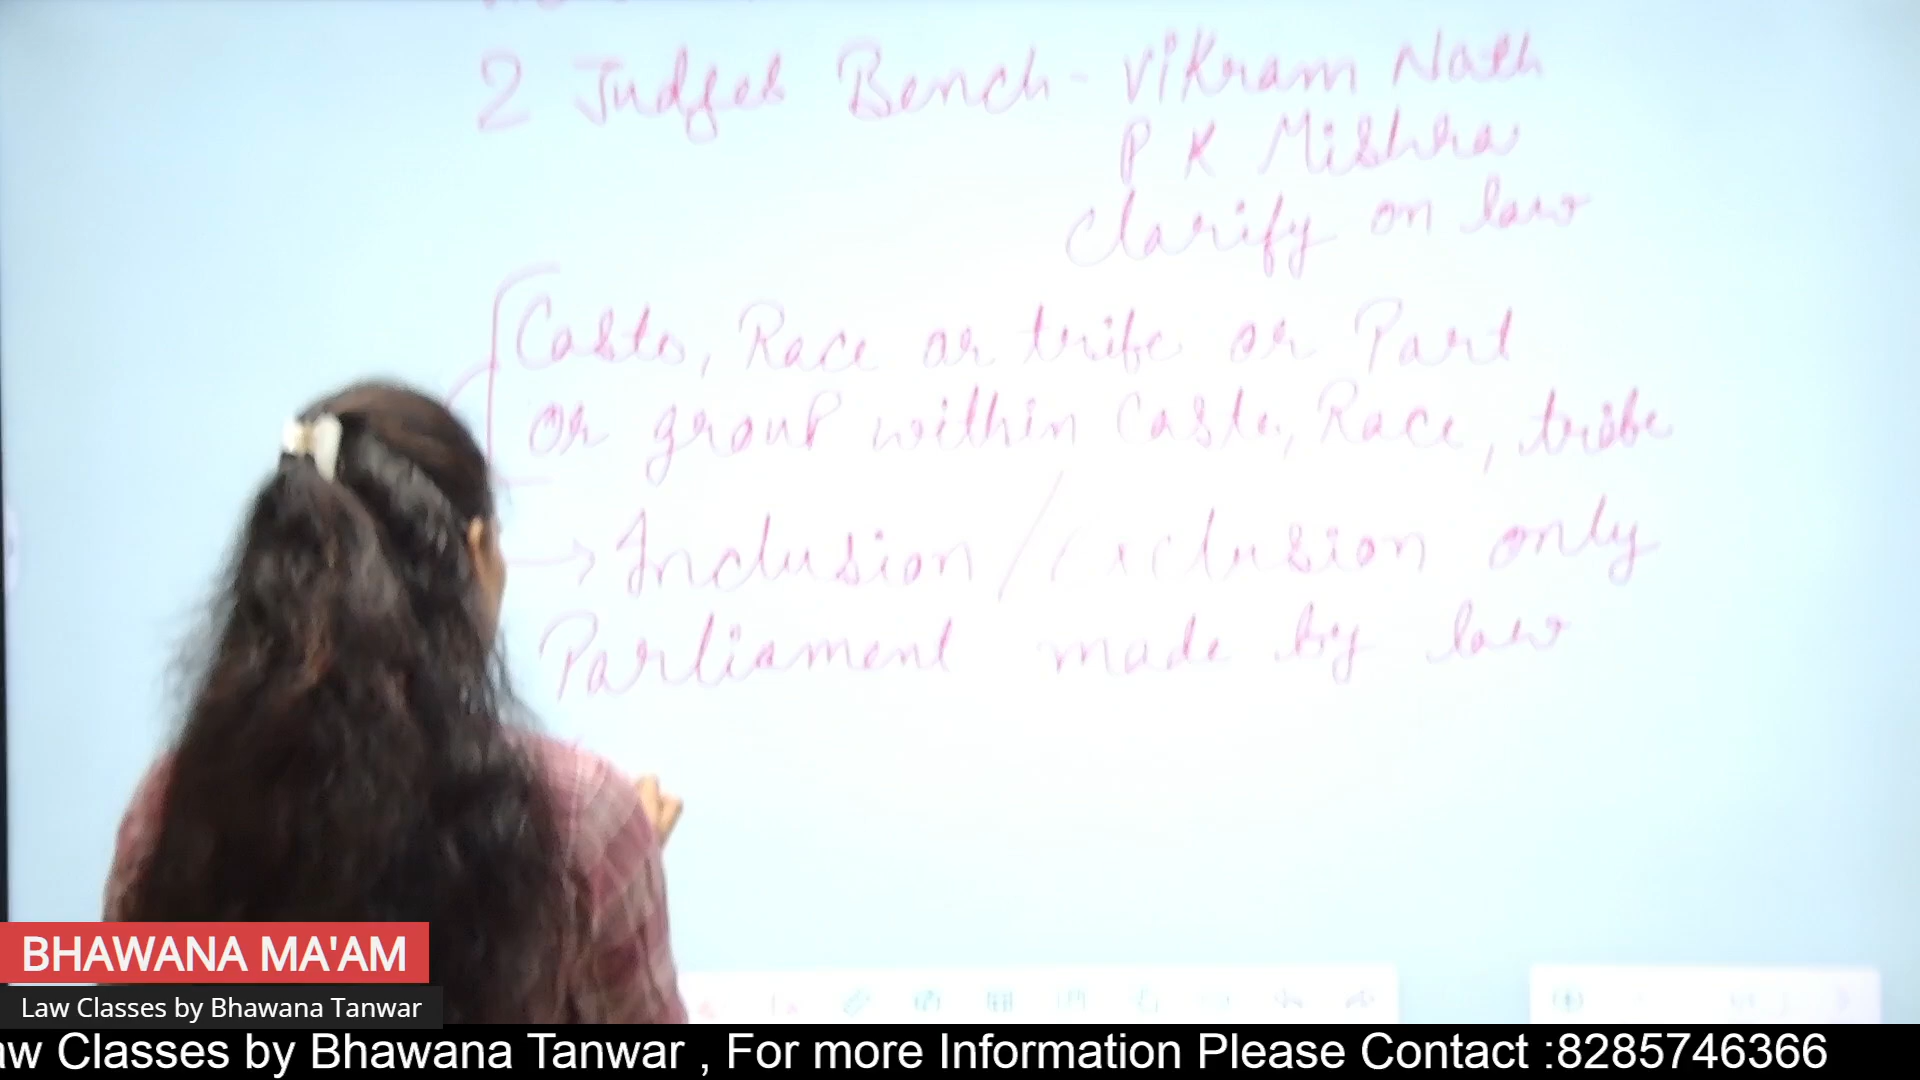 2 Judges Bench - Vikram Nath
P K Mishra
clarify on law
Caste, Race or tribe or Part
or group within Caste, Race, tribe
→ Inclusion / Exclusion only
Parliament made by law
BHAWANA MA'AM
Law Classes by Bhawana Tanwar
aw Classes by Bhawana Tanwar , For more Information Please Contact :8285746366